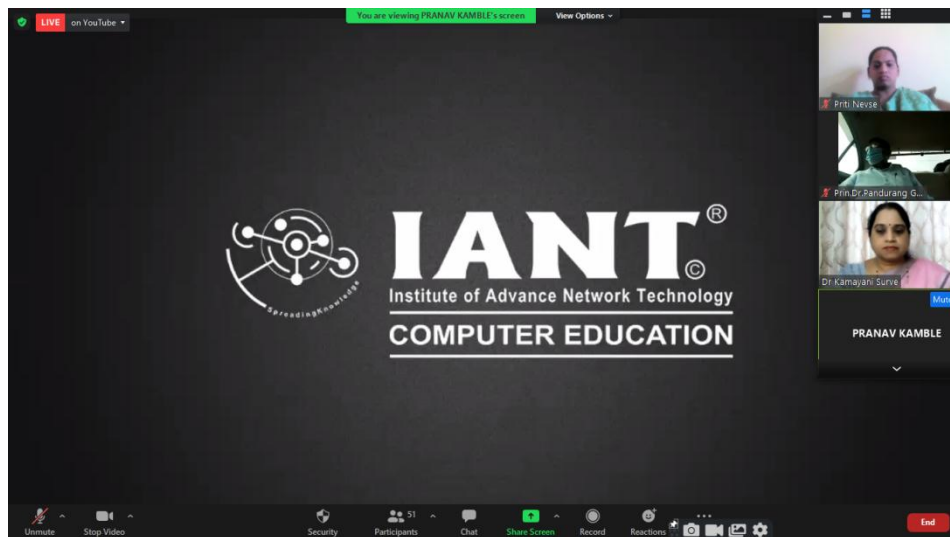 LIVE on YouTube
You are viewing PRANAV KAMBLE's screen
View Options
Priti Nevse
Prin.Dr.Pandurang G...
Dr Kamayani Surve
Mute
PRANAV KAMBLE
IANT®
©
Institute of Advance Network Technology
COMPUTER EDUCATION
SpreadingKnowledge
Unmute
Stop Video
Security
51
Participants
Chat
Share Screen
Record
Reactions
End